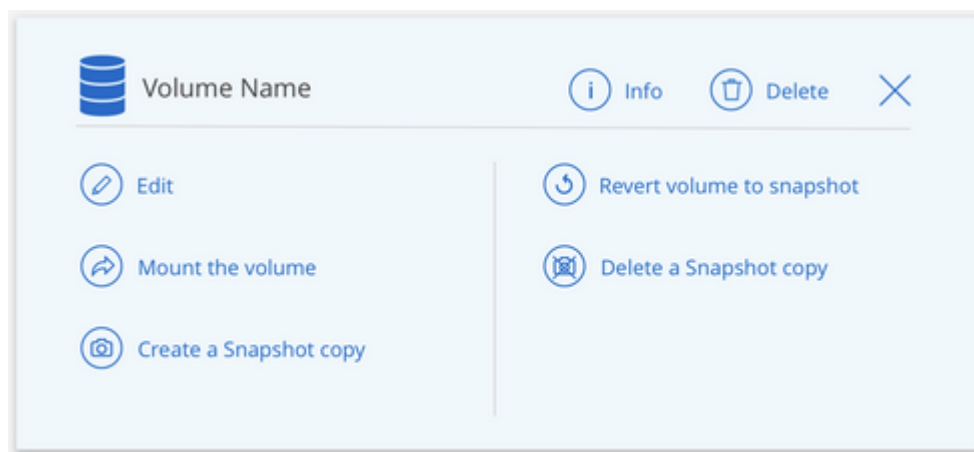 Volume Name
Info
Delete
Edit
Mount the volume
Create a Snapshot copy
Revert volume to snapshot
Delete a Snapshot copy